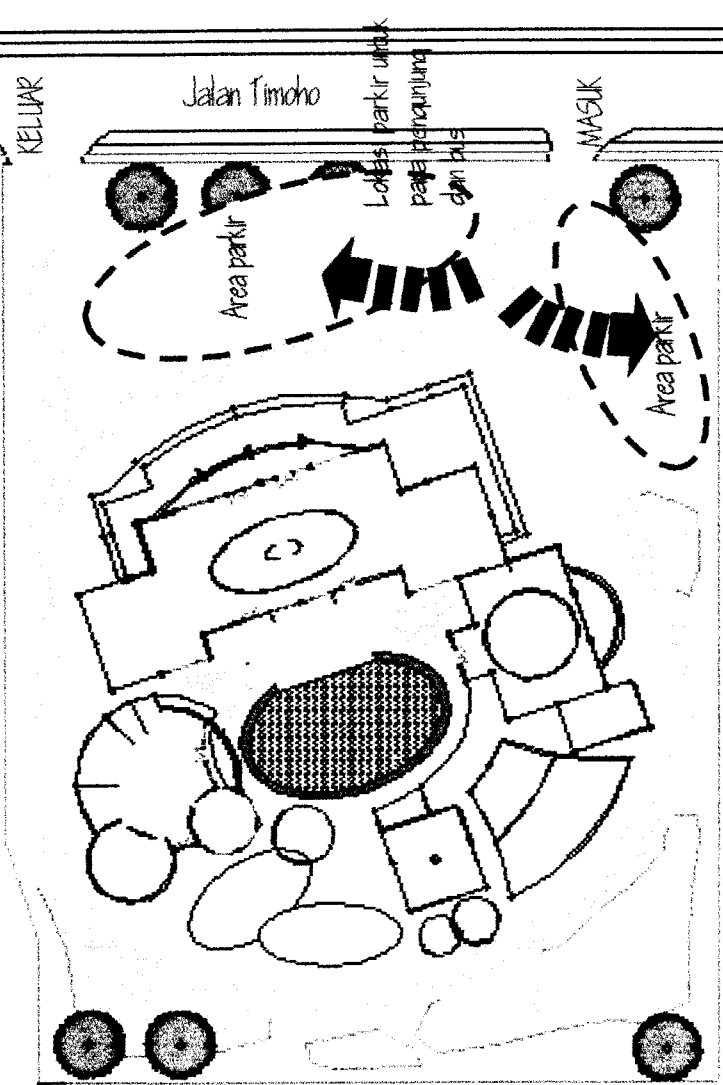 KELUAR
Jalan Timoho
Lokasi parkir untuk
para pengunjung
dan bus
MASUK
Area parkir
Area parkir